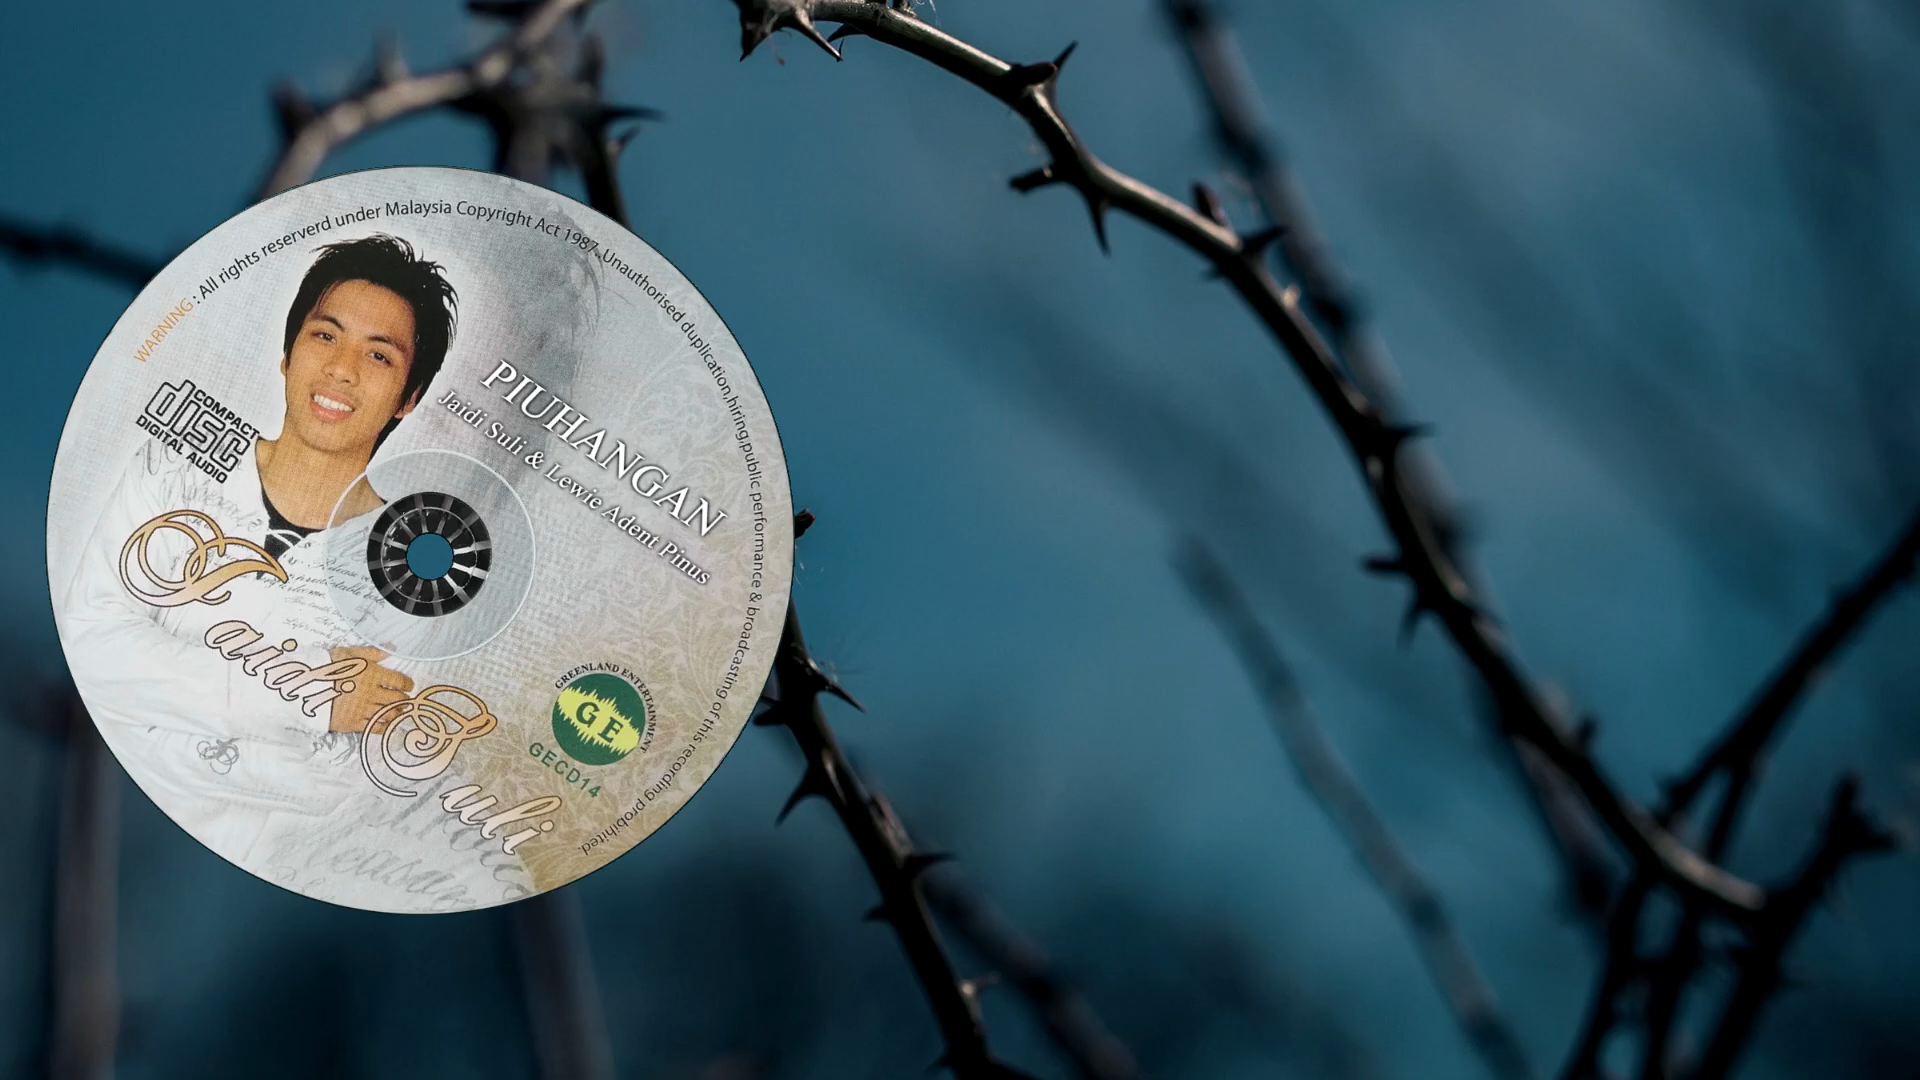 WARNING : All rights reserverd under Malaysia Copyright Act 1987..Unauthorised duplication,hiring,public performance & broadcasting of this recording probihited.
COMPACT
disc
DIGITAL AUDIO
PIUHANGAN
Jaidi Suli & Lewie Adent Pinus
Jaidi Suli
GREENLAND ENTERTAINMENT
GE
GECD14